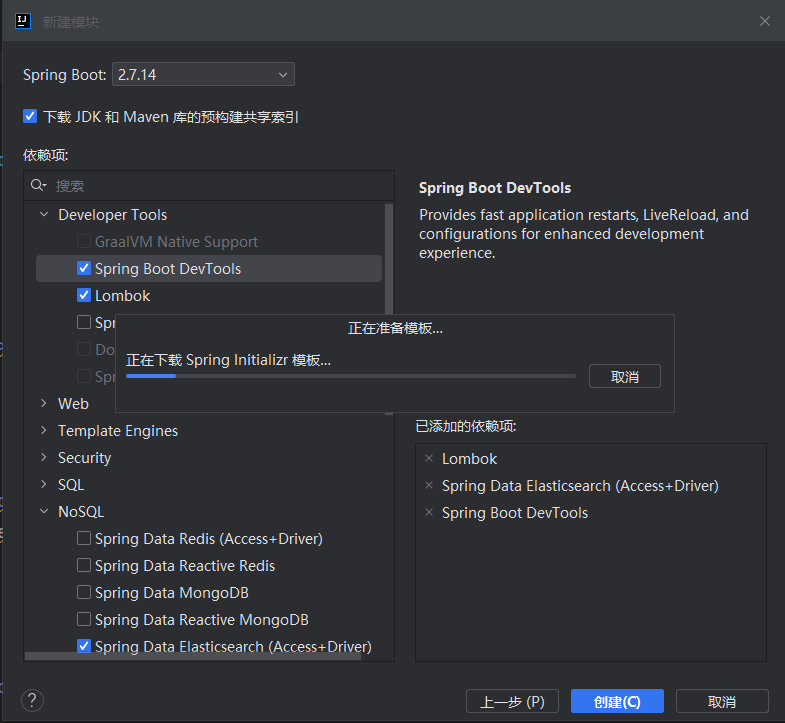 新建模块
Spring Boot: 2.7.14
下载 JDK 和 Maven 库的预构建共享索引
依赖项:
搜索
Developer Tools
GraalVM Native Support
Spring Boot DevTools
Lombok
Spr
Do
Spr
Web
Template Engines
Security
SQL
NoSQL
Spring Data Redis (Access+Driver)
Spring Data Reactive Redis
Spring Data MongoDB
Spring Data Reactive MongoDB
Spring Data Elasticsearch (Access+Driver)
Spring Boot DevTools
Provides fast application restarts, LiveReload, and
configurations for enhanced development
experience.
正在准备模板...
正在下载 Spring Initializr 模板...
取消
已添加的依赖项:
Lombok
Spring Data Elasticsearch (Access+Driver)
Spring Boot DevTools
?
上一步 (P)
创建(C)
取消